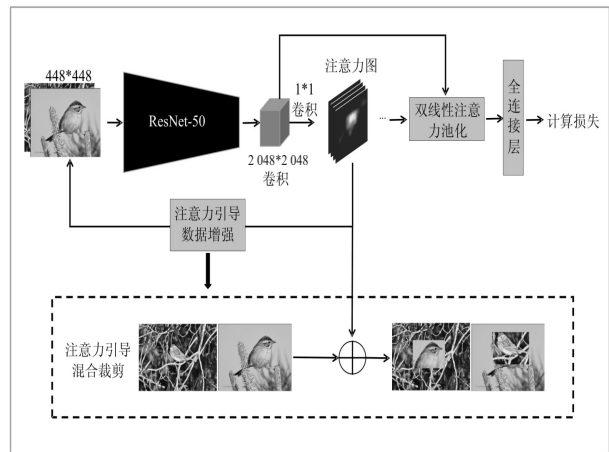 448*448
ResNet-50
1*1
卷积
2 048*2 048
卷积
注意力图
...
双线性注意
力池化
全连接层
计算损失
注意力引导
数据增强
注意力引导
混合裁剪